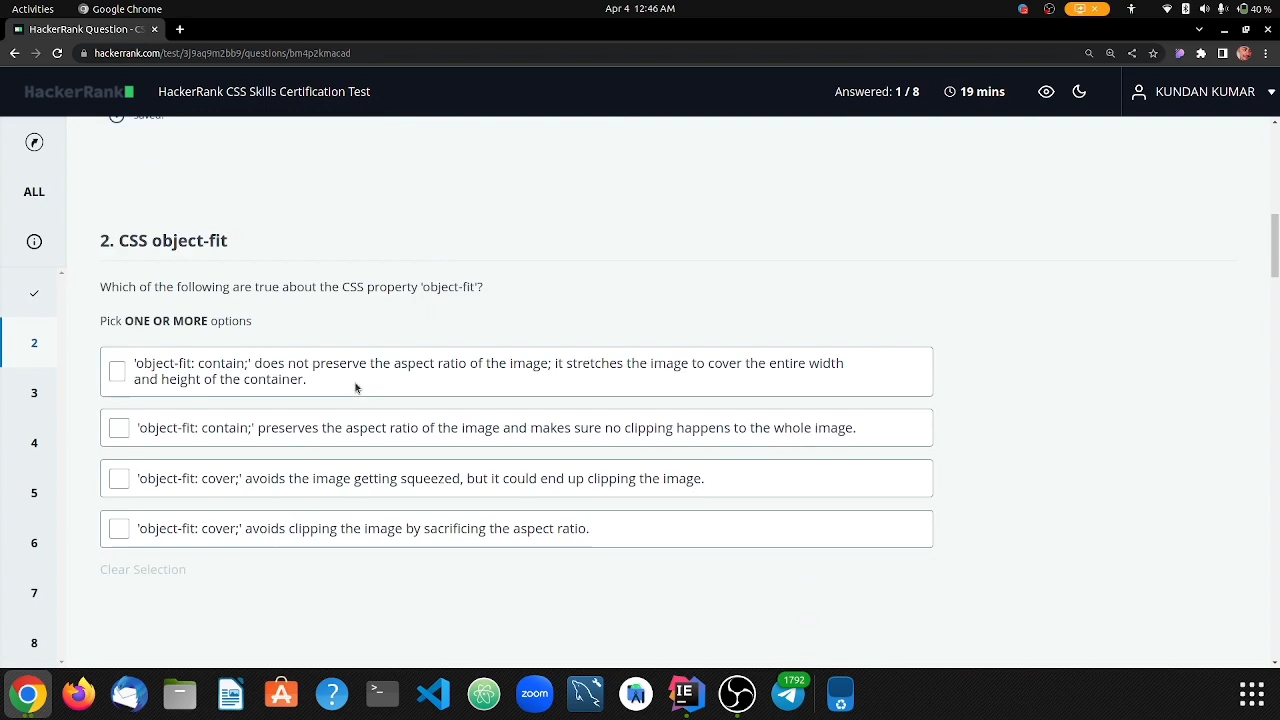 Activities
Google Chrome
Apr 4 12:46 AM
40 %
HackerRank Question - CS
hackerrank.com/test/3j9aq9m2bb9/questions/bm4pzkmacad
HackerRank
HackerRank CSS Skills Certification Test
Answered: 1 / 8
19 mins
KUNDAN KUMAR
saved.
ALL
2
3
4
5
6
7
8
2. CSS object-fit
Which of the following are true about the CSS property 'object-fit'?
Pick ONE OR MORE options
'object-fit: contain;' does not preserve the aspect ratio of the image; it stretches the image to cover the entire width
and height of the container.
'object-fit: contain;' preserves the aspect ratio of the image and makes sure no clipping happens to the whole image.
'object-fit: cover;' avoids the image getting squeezed, but it could end up clipping the image.
'object-fit: cover;' avoids clipping the image by sacrificing the aspect ratio.
Clear Selection
zoom
IE
1792